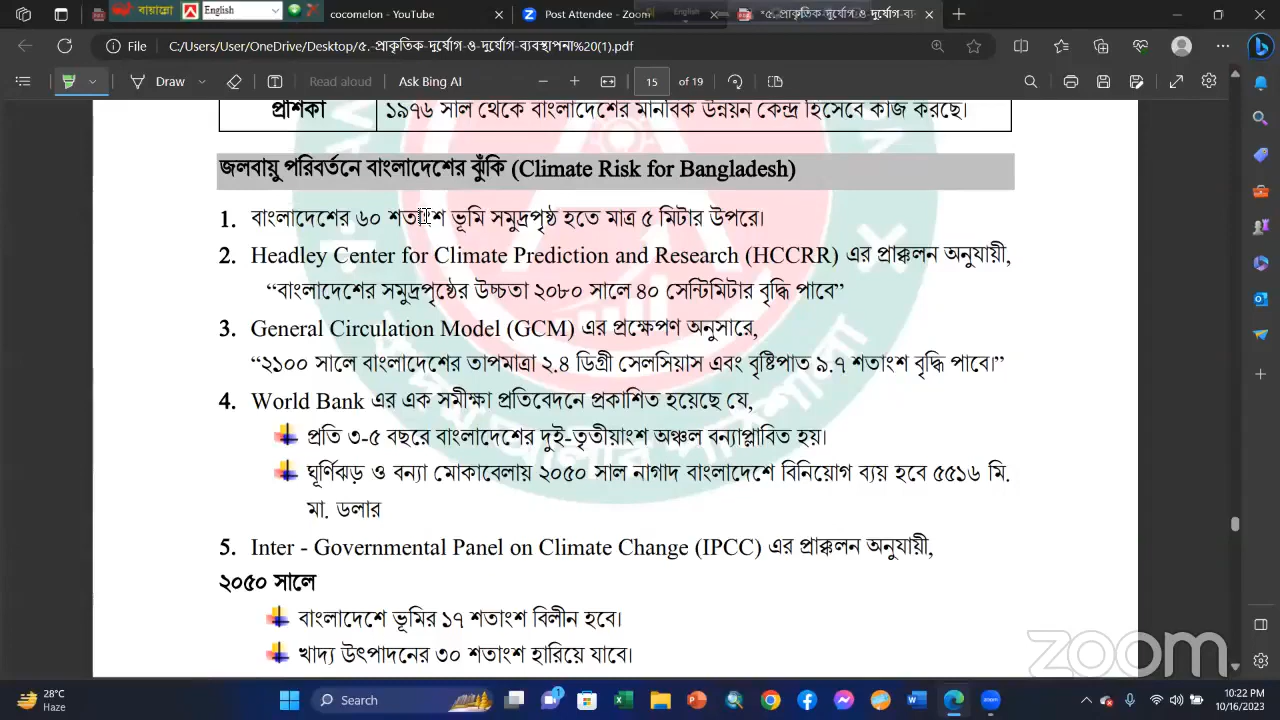 বায়ান্নো
English
cocomelon - YouTube
Post Attendee - Zoom
English
৫. প্রাকৃতিক দুর্যোগ ও দুর্যোগ-ব্য
File
C:/Users/User/OneDrive/Desktop/৫.-প্রাকৃতিক-দুর্যোগ-ও-দুর্যোগ-ব্যবস্থাপনা%20(1).pdf
Draw
Read aloud
Ask Bing AI
15
of 19
প্রশিকা
১৯৭৬ সাল থেকে বাংলাদেশের মানবিক উন্নয়ন কেন্দ্র হিসেবে কাজ করছে।
জলবায়ু পরিবর্তনে বাংলাদেশের ঝুঁকি (Climate Risk for Bangladesh)
1. বাংলাদেশের ৬০ শতাংশ ভূমি সমুদ্রপৃষ্ঠ হতে মাত্র ৫ মিটার উপরে।
2. Headley Center for Climate Prediction and Research (HCCRR) এর প্রাক্কলন অনুযায়ী,
“বাংলাদেশের সমুদ্রপৃষ্ঠের উচ্চতা ২০৮০ সালে ৪০ সেন্টিমিটার বৃদ্ধি পাবে”
3. General Circulation Model (GCM) এর প্রক্ষেপণ অনুসারে,
“২১০০ সালে বাংলাদেশের তাপমাত্রা ২.৪ ডিগ্রী সেলসিয়াস এবং বৃষ্টিপাত ৯.৭ শতাংশ বৃদ্ধি পাবে।”
4. World Bank এর এক সমীক্ষা প্রতিবেদনে প্রকাশিত হয়েছে যে,
প্রতি ৩-৫ বছরে বাংলাদেশের দুই-তৃতীয়াংশ অঞ্চল বন্যাপ্লাবিত হয়।
ঘূর্ণিঝড় ও বন্যা মোকাবেলায় ২০৫০ সাল নাগাদ বাংলাদেশে বিনিয়োগ ব্যয় হবে ৫৫১৬ মি.
মা. ডলার
5. Inter - Governmental Panel on Climate Change (IPCC) এর প্রাক্কলন অনুযায়ী,
২০৫০ সালে
বাংলাদেশে ভূমির ১৭ শতাংশ বিলীন হবে।
খাদ্য উৎপাদনের ৩০ শতাংশ হারিয়ে যাবে।
zoom
28°C
Haze
Search
10:22 PM
10/16/2023